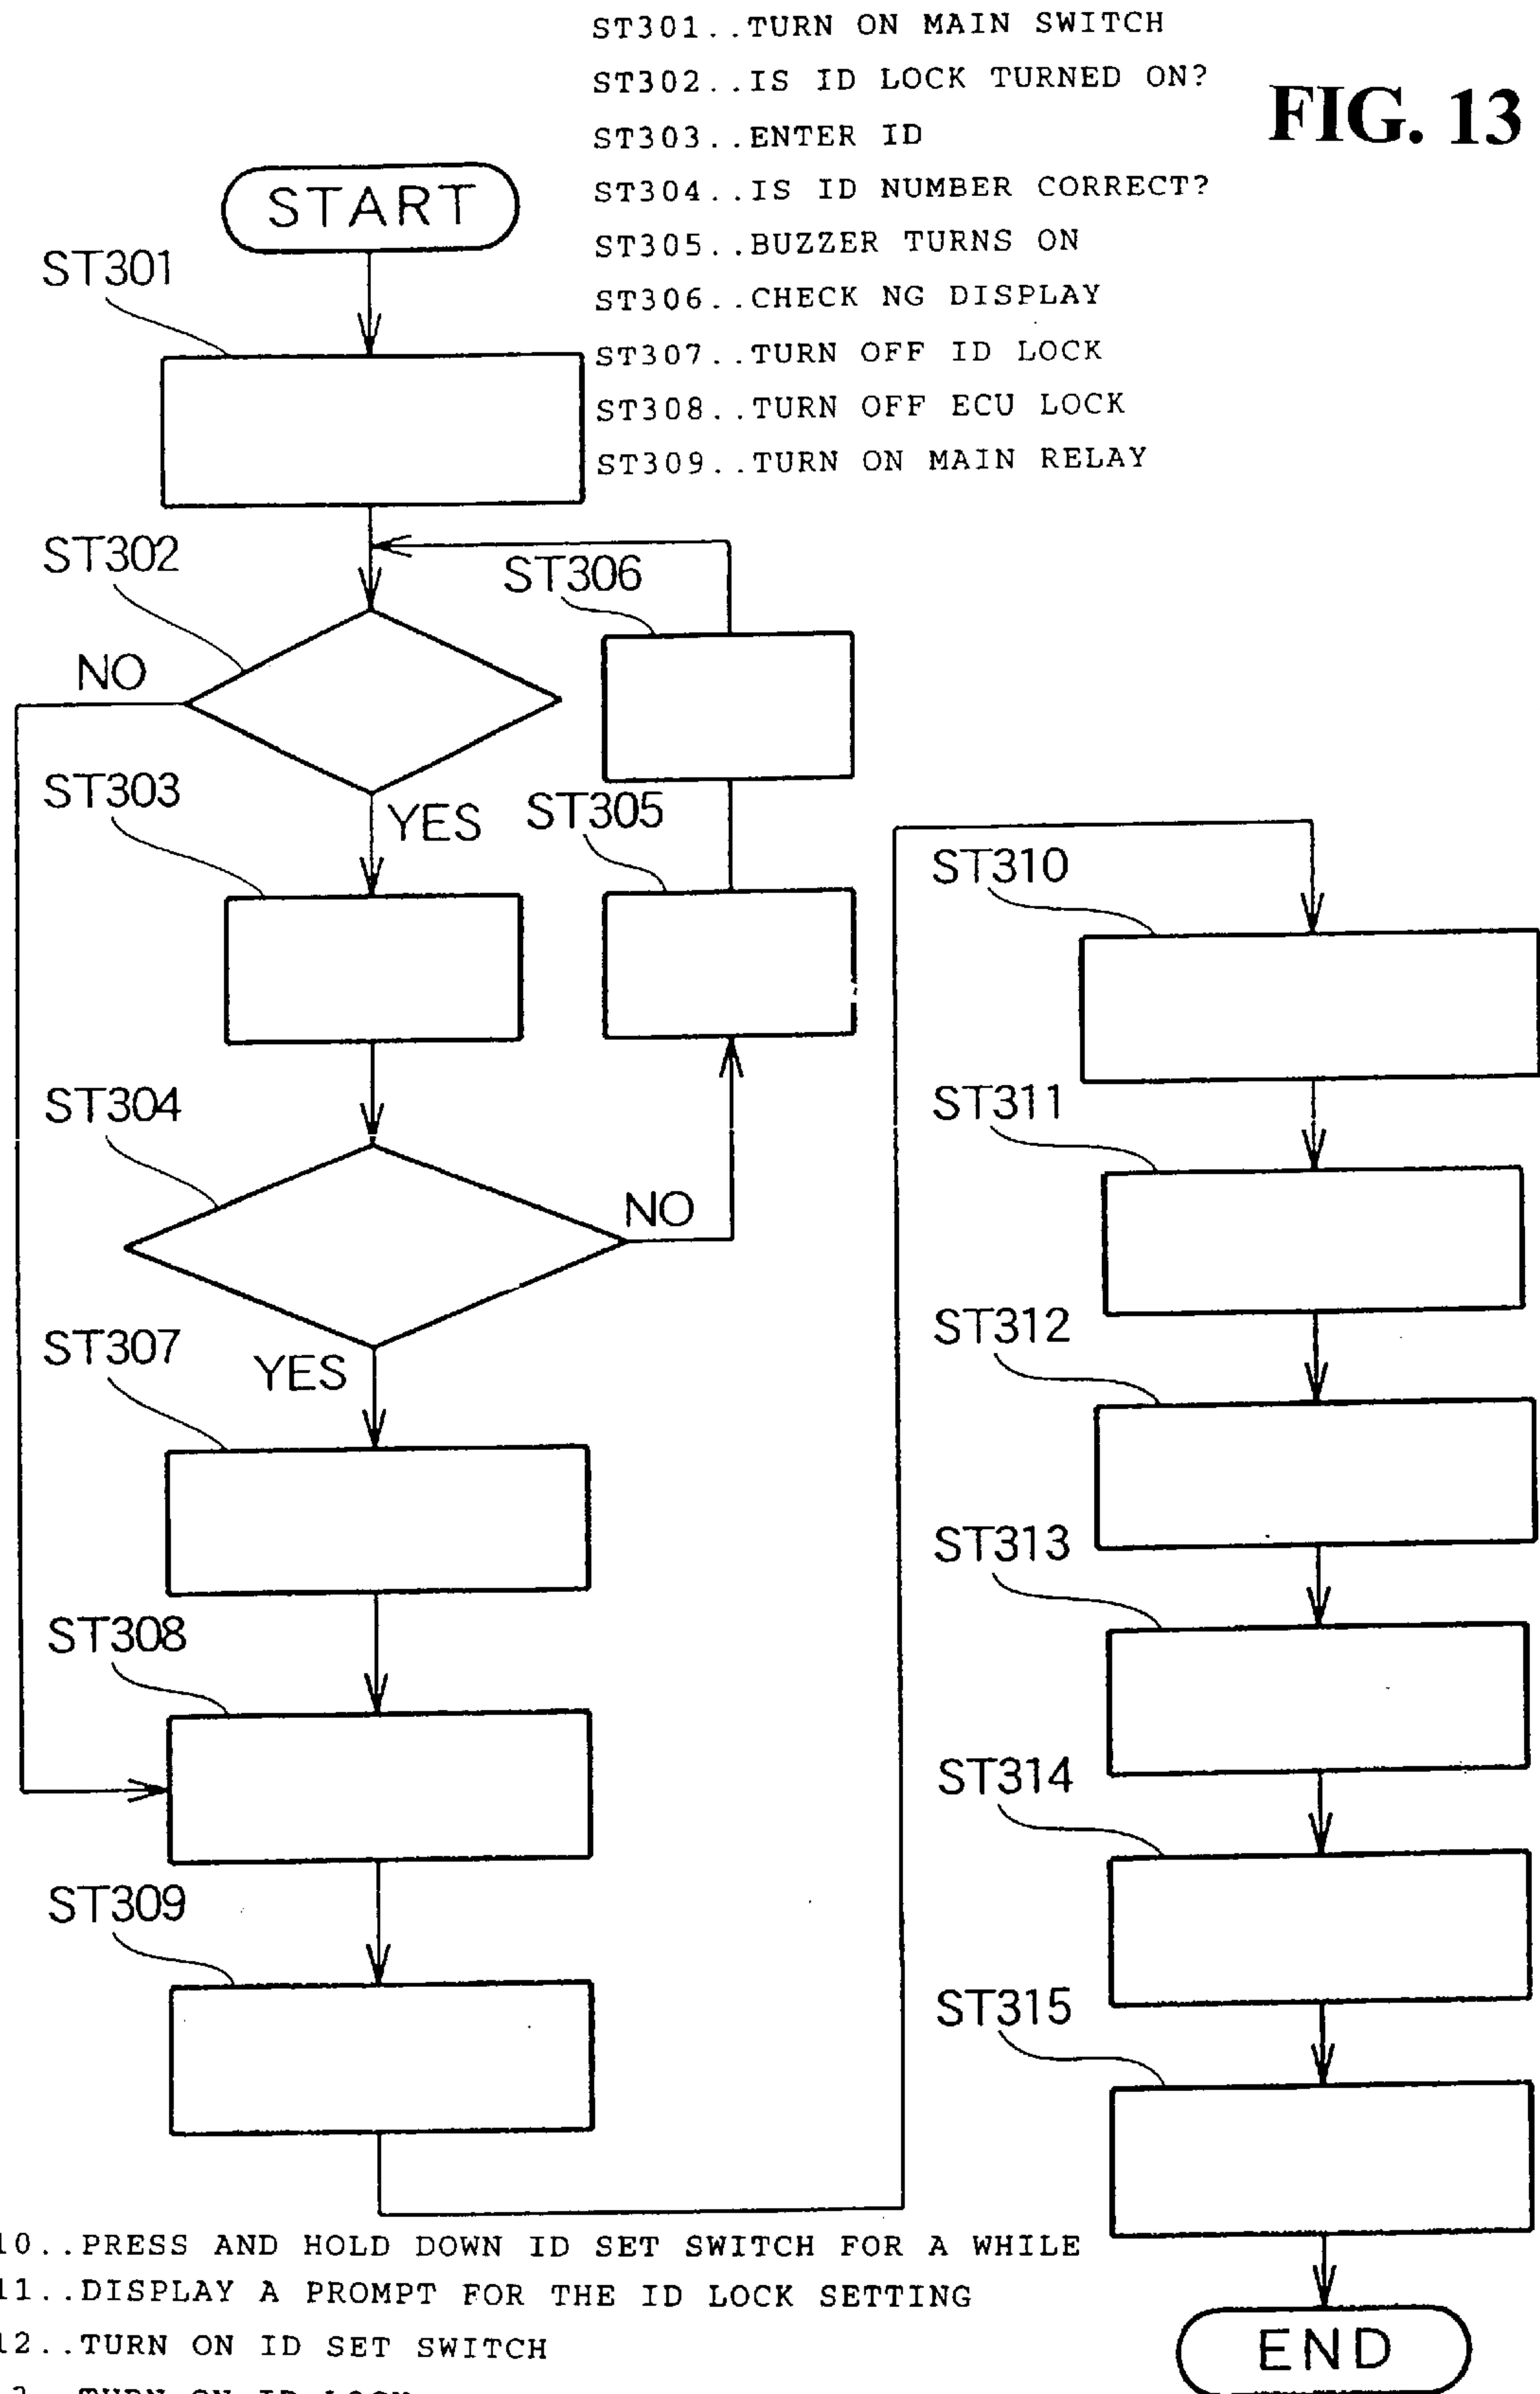 ST301..TURN ON MAIN SWITCH
ST302..IS ID LOCK TURNED ON?
FIG. 13
ST303..ENTER ID
ST304..IS ID NUMBER CORRECT?
ST305..BUZZER TURNS ON
ST306..CHECK NG DISPLAY
ST307..TURN OFF ID LOCK
ST308..TURN OFF ECU LOCK
ST309..TURN ON MAIN RELAY
START
ST301
ST302
NO
ST306
ST303
YES
ST305
ST304
NO
ST307
YES
ST308
ST309
ST310
ST311
ST312
ST313
ST314
ST315
10..PRESS AND HOLD DOWN ID SET SWITCH FOR A WHILE
11..DISPLAY A PROMPT FOR THE ID LOCK SETTING
12..TURN ON ID SET SWITCH
END